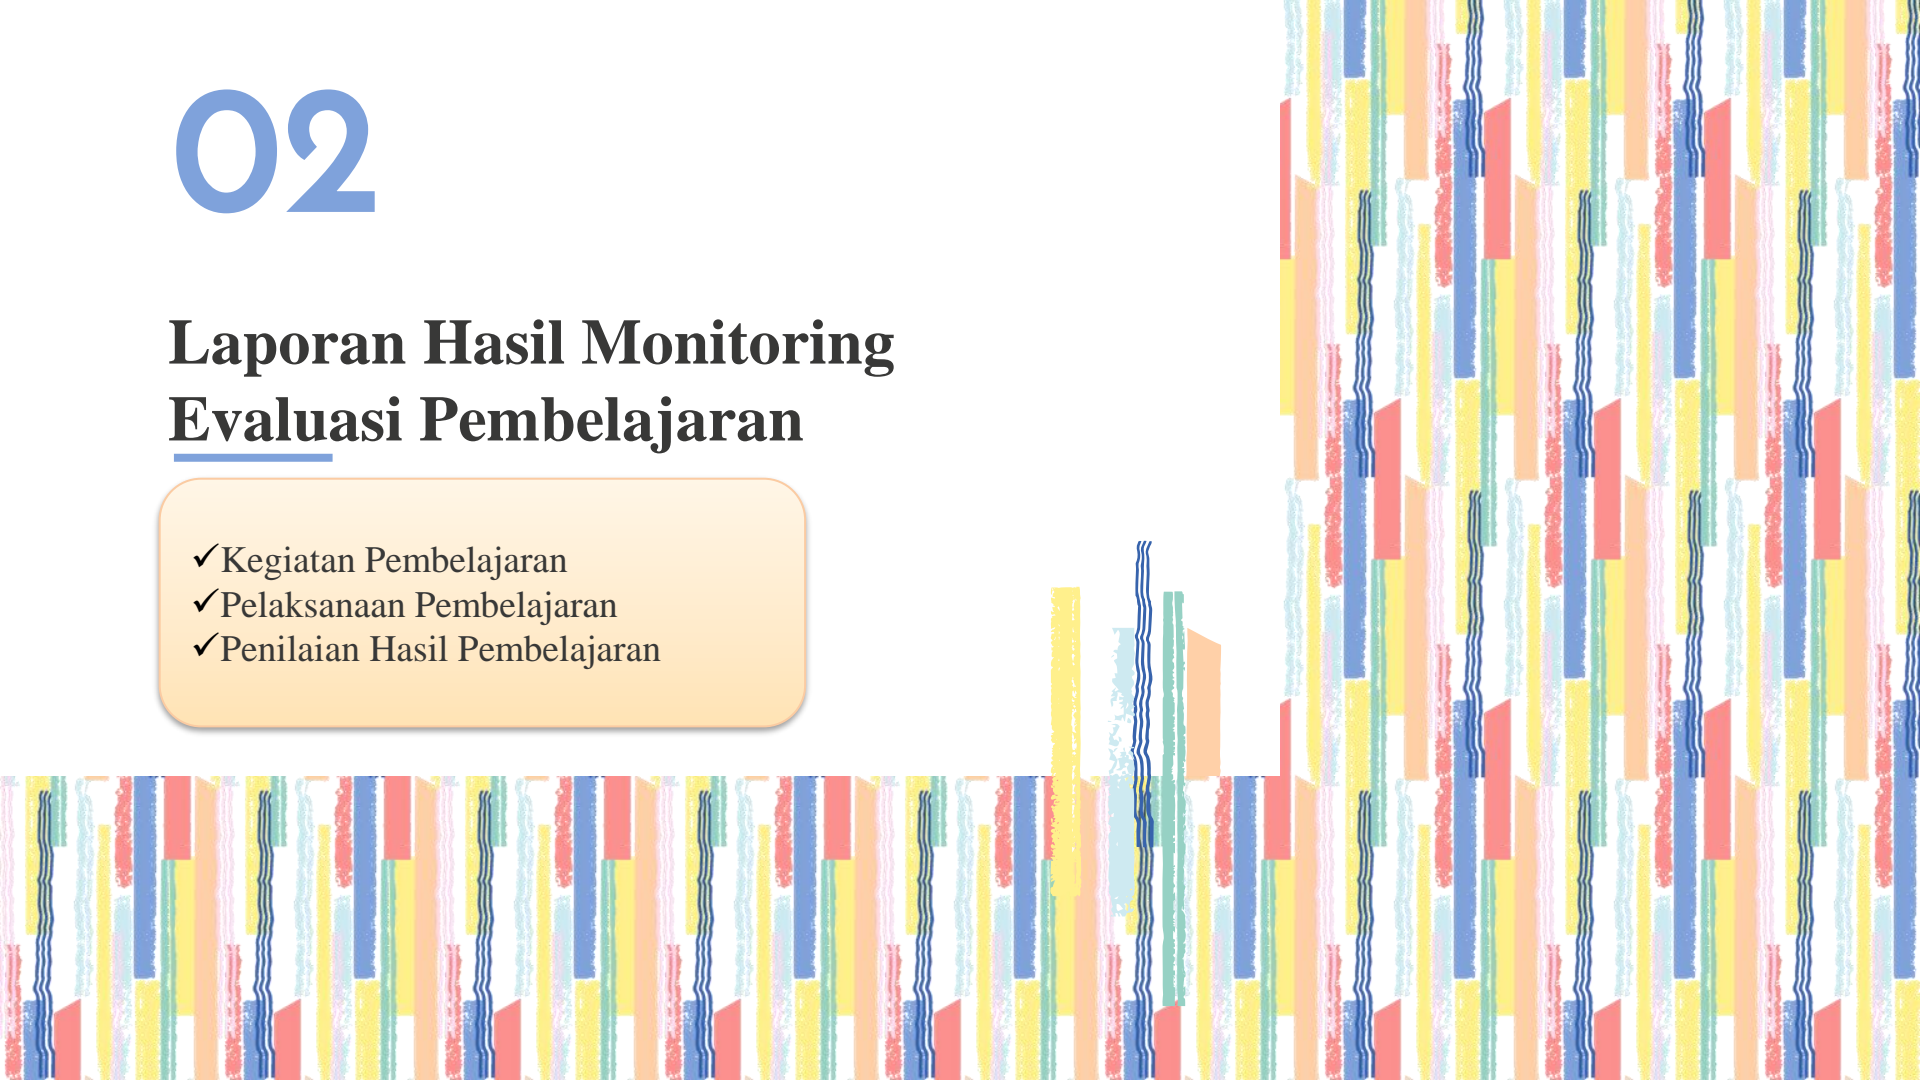 02
Laporan Hasil Monitoring
Evaluasi Pembelajaran
✓Kegiatan Pembelajaran
✓Pelaksanaan Pembelajaran
✓Penilaian Hasil Pembelajaran